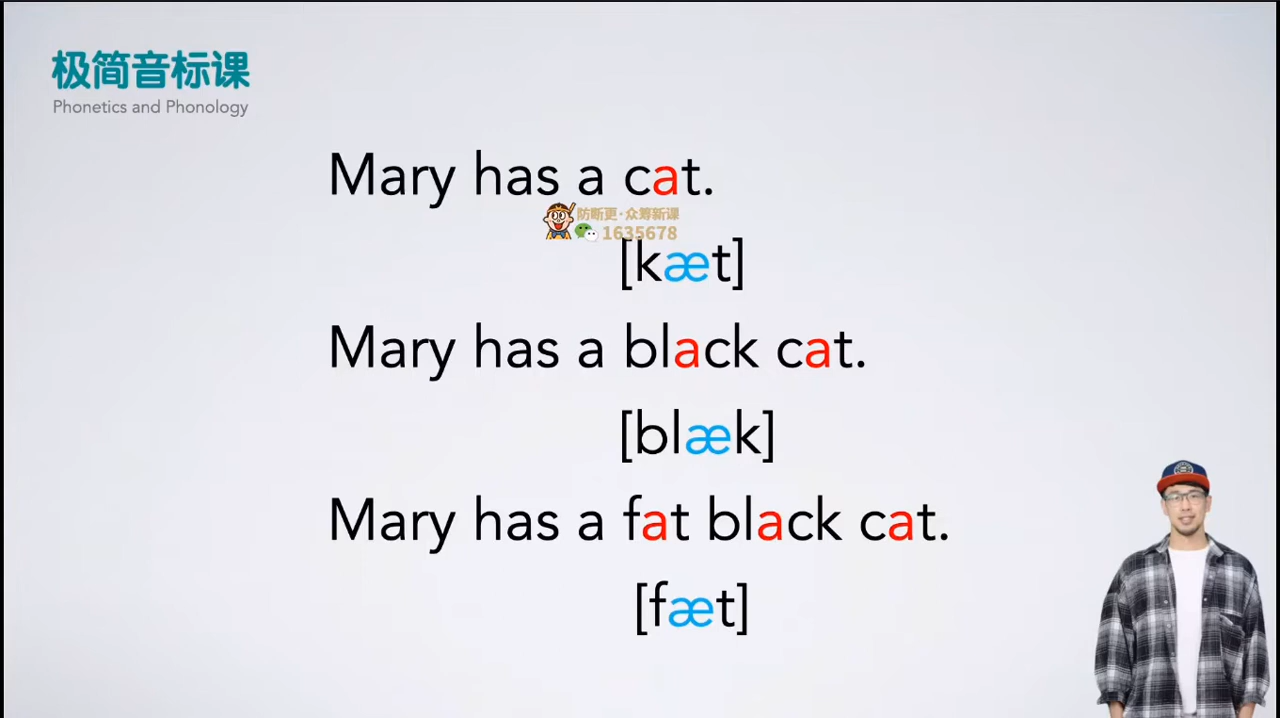 极简音标课
Phonetics and Phonology
Mary has a cat.
防断更·众筹新课
1635678
[kæt]
Mary has a black cat.
[blæk]
Mary has a fat black cat.
[fæt]